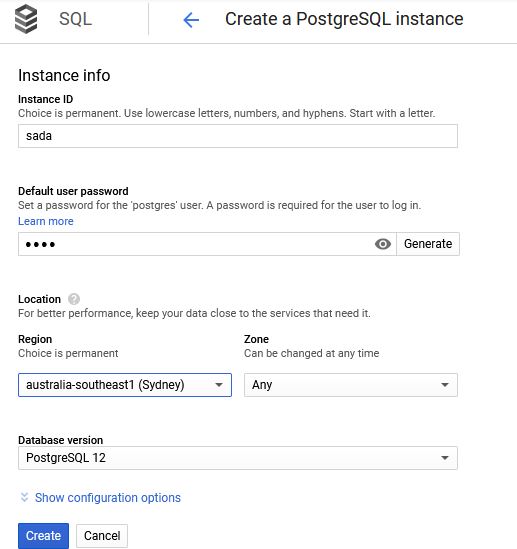 SQL
Create a PostgreSQL instance
Instance info
Instance ID
Choice is permanent. Use lowercase letters, numbers, and hyphens. Start with a letter.
sada
Default user password
Set a password for the 'postgres' user. A password is required for the user to log in.
Learn more
••••
Generate
Location ?
For better performance, keep your data close to the services that need it.
Region
Choice is permanent
australia-southeast1 (Sydney)
Zone
Can be changed at any time
Any
Database version
PostgreSQL 12
Show configuration options
Create
Cancel